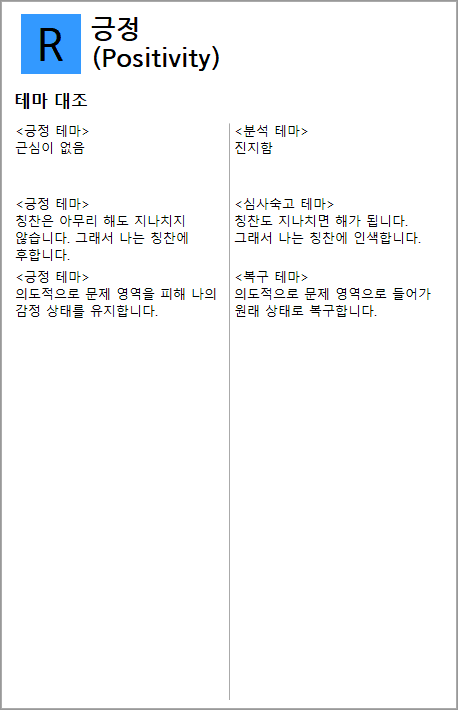 R
긍정
(Positivity)
테마 대조
<긍정 테마>
근심이 없음
<분석 테마>
진지함
<긍정 테마>
칭찬은 아무리 해도 지나치지
않습니다. 그래서 나는 칭찬에
후합니다.
<심사숙고 테마>
칭찬도 지나치면 해가 됩니다.
그래서 나는 칭찬에 인색합니다.
<긍정 테마>
의도적으로 문제 영역을 피해 나의
감정 상태를 유지합니다.
<복구 테마>
의도적으로 문제 영역으로 들어가
원래 상태로 복구합니다.